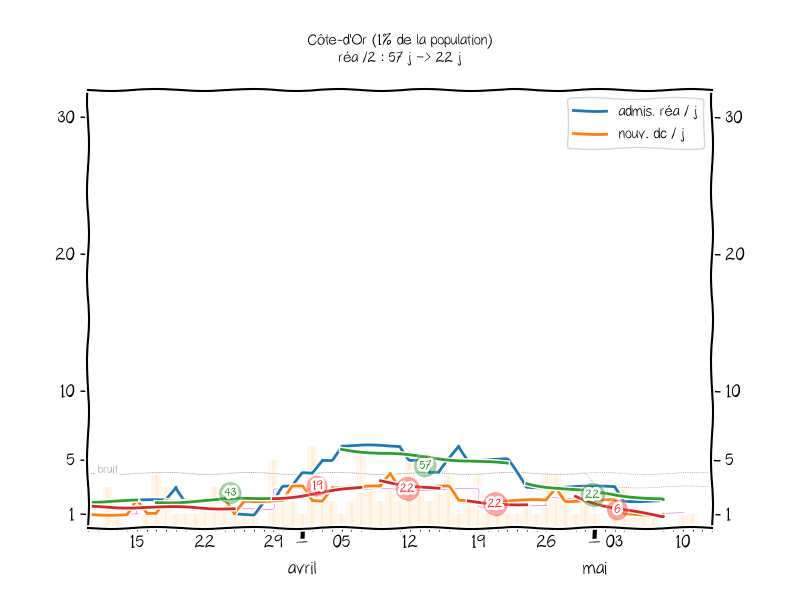 Côte-d'Or (1% de la population)
réa /2 : 57 j -> 22 j
admis. réa / j
nouv. dc / j
30
30
20
20
10
10
5
5
bruit
1
1
43
19
57
22
22
22
6
15 22 29 05 12 19 26 03 10
avril mai